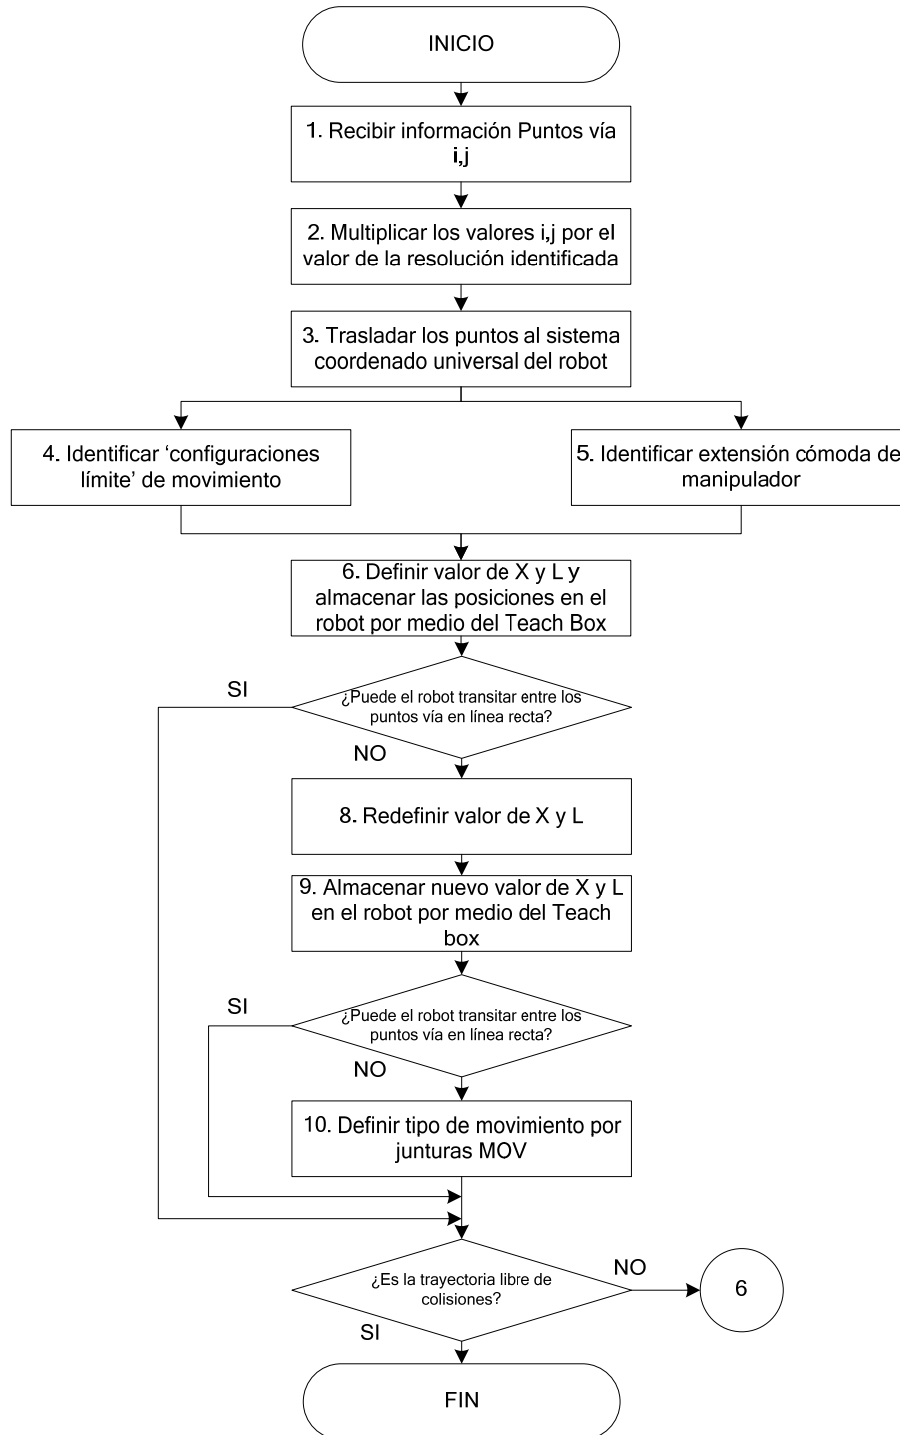 INICIO
1. Recibir información Puntos vía
i,j
2. Multiplicar los valores i,j por el
valor de la resolución identificada
3. Trasladar los puntos al sistema
coordenado universal del robot
4. Identificar ‘configuraciones
límite’ de movimiento
5. Identificar extensión cómoda de
manipulador
6. Definir valor de X y L y
almacenar las posiciones en el
robot por medio del Teach Box
SI
¿Puede el robot transitar entre los
puntos vía en línea recta?
NO
8. Redefinir valor de X y L
9. Almacenar nuevo valor de X y L
en el robot por medio del Teach
box
SI
¿Puede el robot transitar entre los
puntos vía en línea recta?
NO
10. Definir tipo de movimiento por
junturas MOV
¿Es la trayectoria libre de
colisiones?
NO
6
SI
FIN